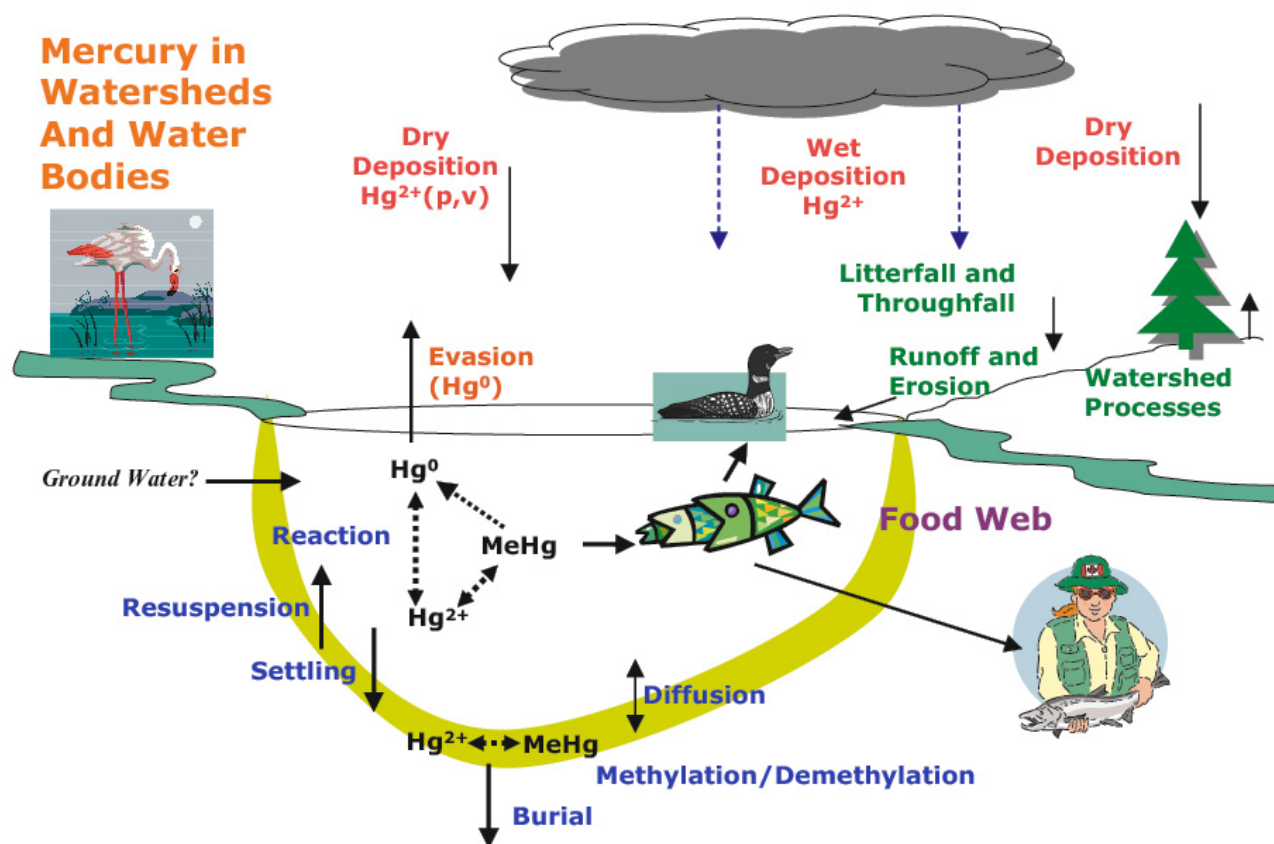 Mercury in
Watersheds
And Water
Bodies
Dry
Deposition
Hg²⁺(p,v)
Wet
Deposition
Hg²⁺
Dry
Deposition
Litterfall and
Throughfall
Evasion
(Hg⁰)
Runoff and
Erosion
Watershed
Processes
Ground Water?
Hg⁰
Reaction
MeHg
Food Web
Resuspension
Hg²⁺
Settling
Diffusion
Hg²⁺
MeHg
Methylation/Demethylation
Burial